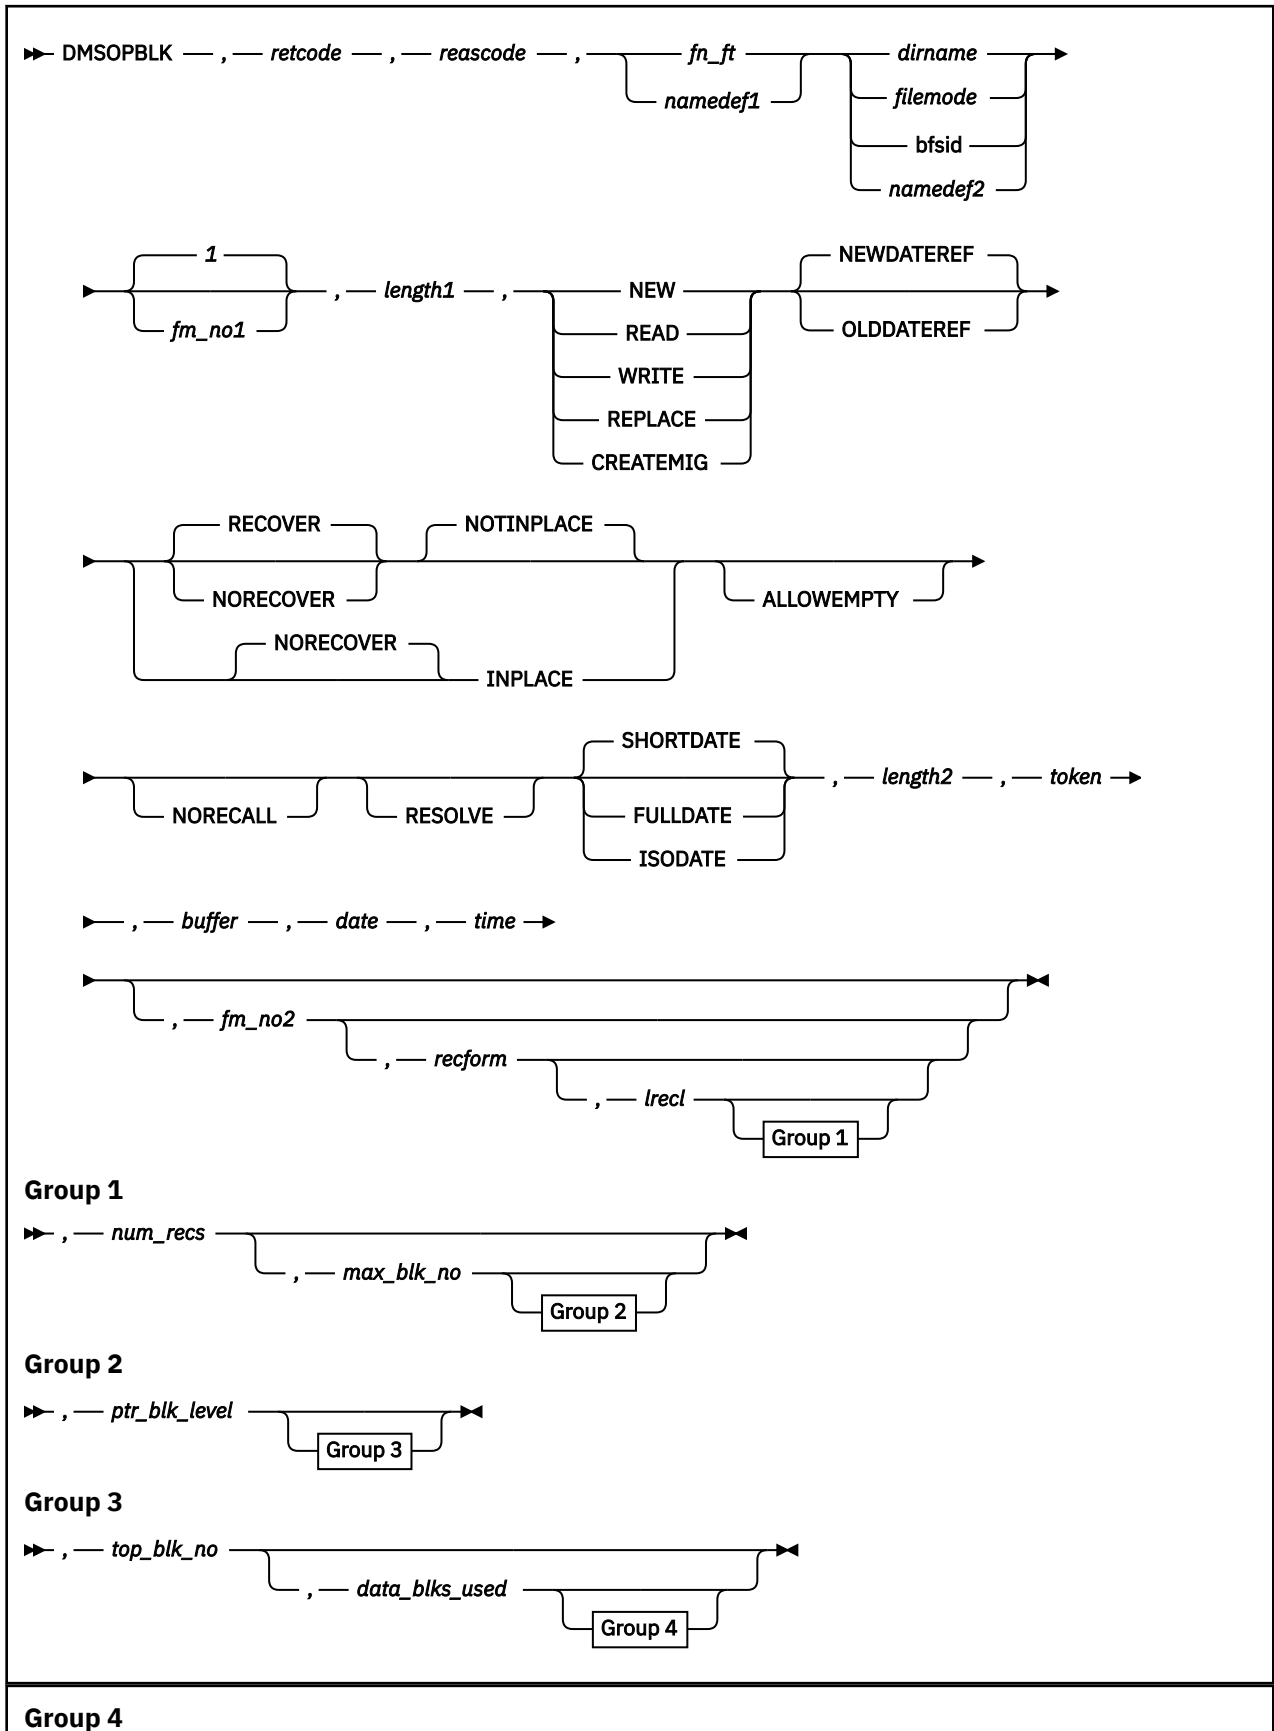 DMSOPBLK , retcode , reascode , fn_ft dirname
namedef1 filemode
bfsid
namedef2
1 NEWDATEREF
, length1 , NEW
fm_no1 READ OLDDATEREF
WRITE
REPLACE
CREATEMIG
RECOVER NOTINPLACE
NORECOVER ALLOWEMPTY
NORECOVER
INPLACE
SHORTDATE
, length2 , token
NORECALL RESOLVE FULLDATE
ISODATE
, buffer , date , time
, fm_no2
, recform
, lrecl
Group 1
Group 1
, num_recs
, max_blk_no
Group 2
Group 2
, ptr_blk_level
Group 3
Group 3
, top_blk_no
, data_blks_used
Group 4
Group 4